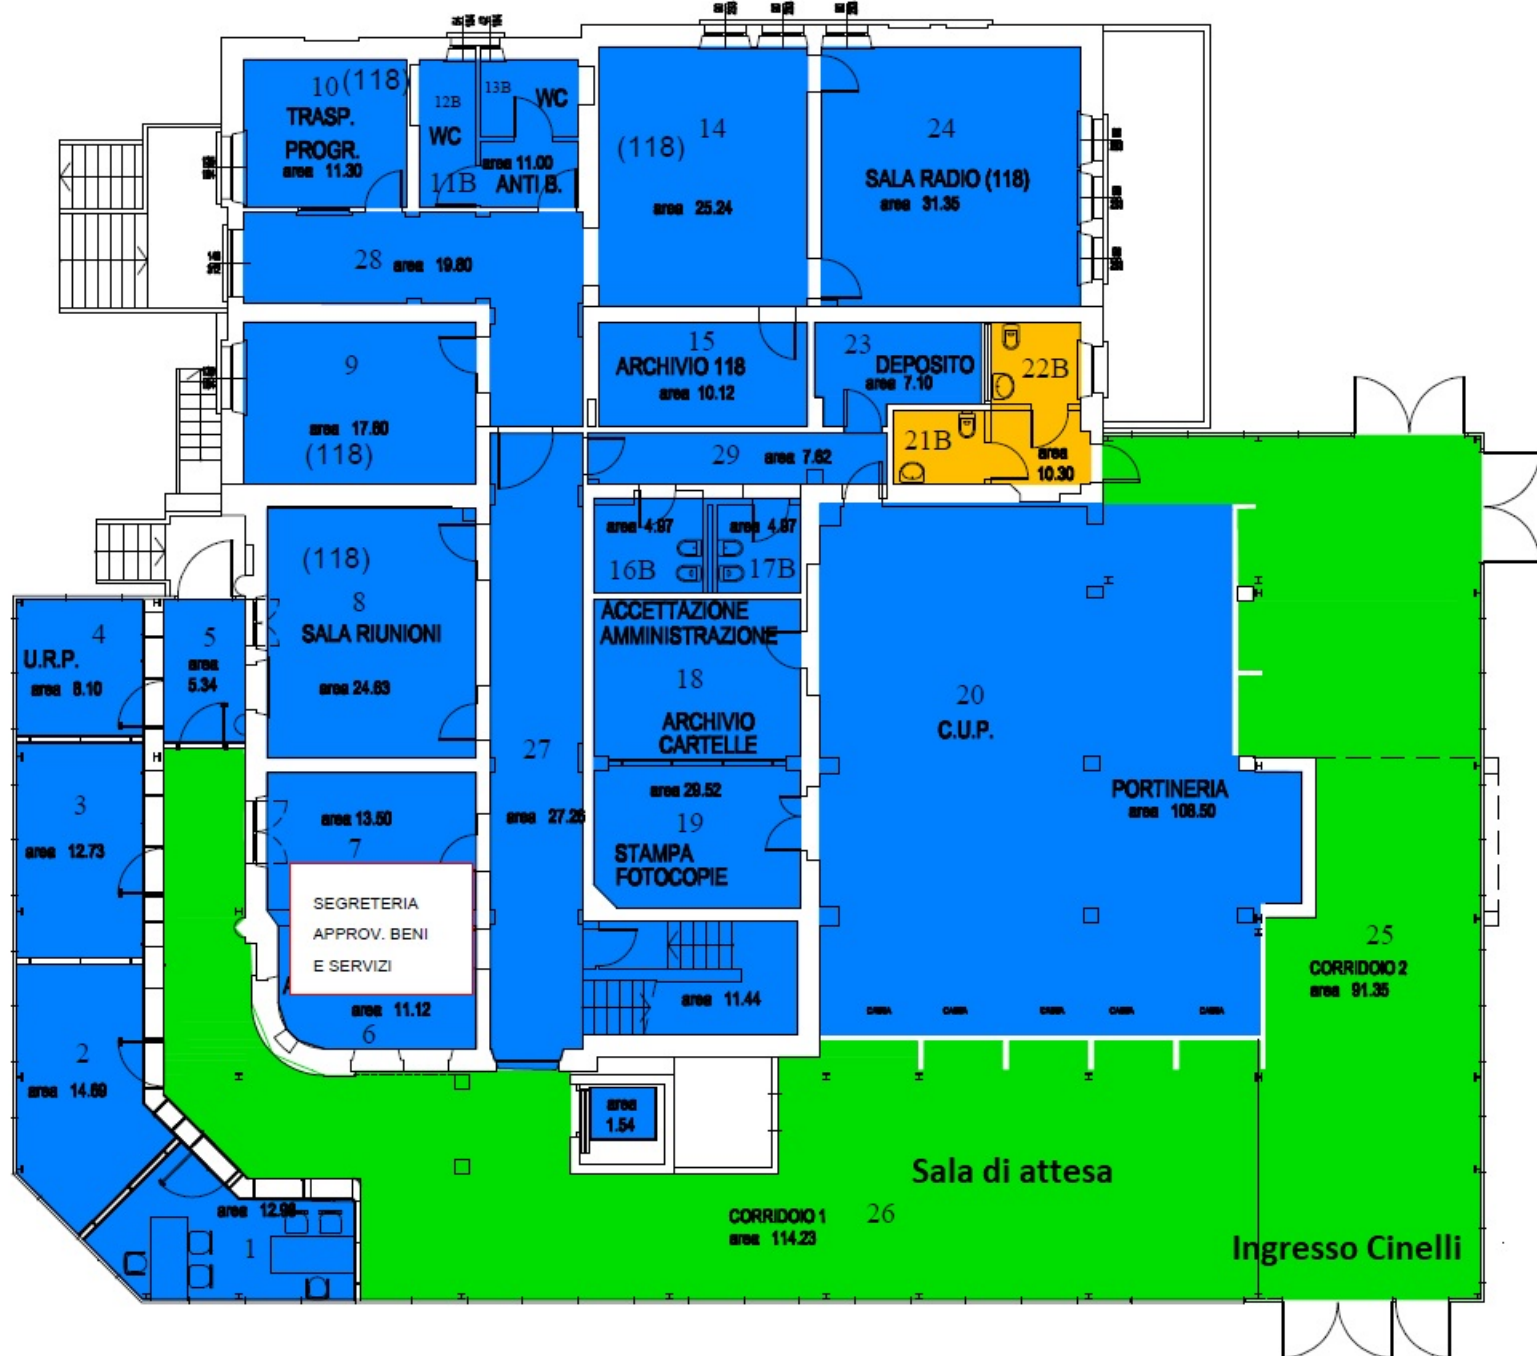 10 (118)
TRASP.
PROGR.
area 11.30
12B
WC
13B
WC
area 11.00
11B
ANTI B.
14
(118)
area 25.24
24
SALA RADIO (118)
area 31.35
28
area 19.80
9
area 17.60
(118)
15
ARCHIVIO 118
area 10.12
23
DEPOSITO
area 7.10
22B
21B
area
10.30
29
area 7.62
(118)
8
SALA RIUNIONI
area 24.63
area 4.97
16B
area 4.97
17B
ACCETTAZIONE
AMMINISTRAZIONE
18
ARCHIVIO
CARTELLE
4
U.R.P.
area 8.10
5
area
5.34
20
C.U.P.
27
area 27.26
area 29.52
19
STAMPA
FOTOCOPIE
PORTINERIA
area 108.50
3
area 12.73
area 13.50
7
SEGRETERIA
APPROV. BENI
E SERVIZI
area 11.12
6
area 11.44
CASSA
CASSA
CASSA
CASSA
CASSA
25
CORRIDOIO 2
area 91.35
2
area 14.69
area
1.54
Sala di attesa
CORRIDOIO 1
26
area 114.23
area 12.98
1
Ingresso Cinelli